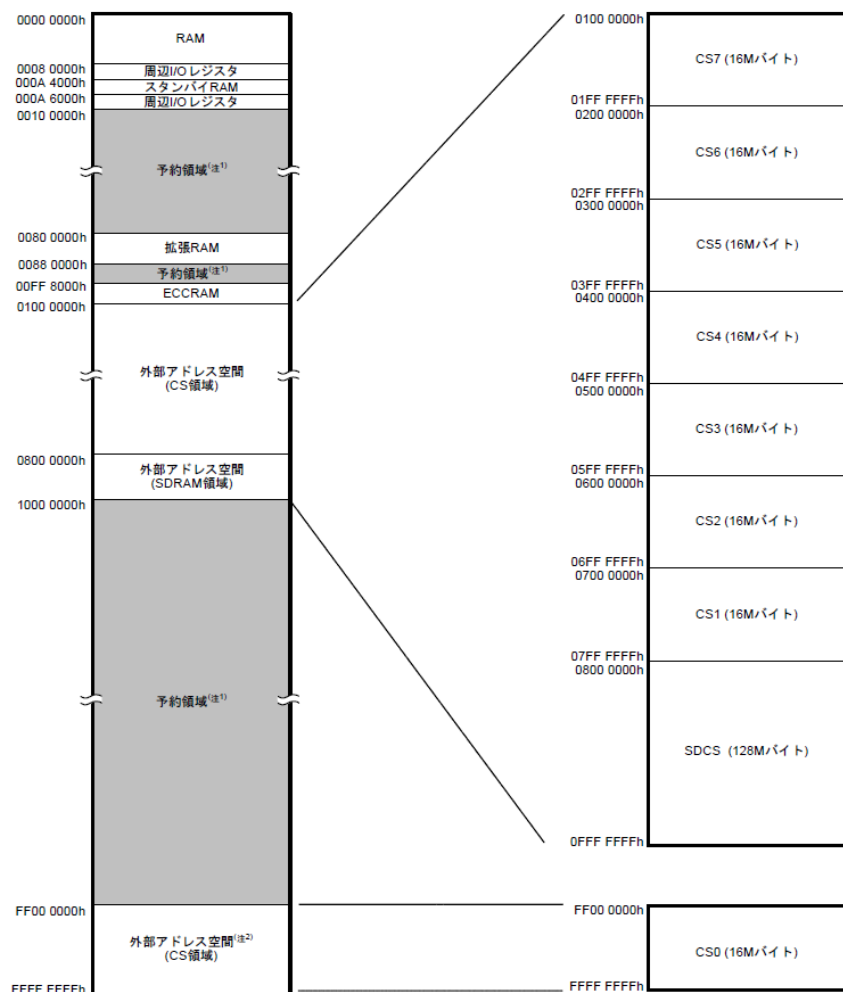 0000 0000h
RAM
0008 0000h
周辺I/Oレジスタ
000A 4000h
スタンバイRAM
000A 6000h
周辺I/Oレジスタ
0010 0000h
予約領域(注1)
0080 0000h
拡張RAM
0088 0000h
予約領域(注1)
00FF 8000h
ECCRAM
0100 0000h
外部アドレス空間
(CS領域)
0800 0000h
外部アドレス空間
(SDRAM領域)
1000 0000h
予約領域(注1)
FF00 0000h
外部アドレス空間(注2)
(CS領域)
FFFF FFFFh
0100 0000h
CS7 (16Mバイト)
01FF FFFFh
0200 0000h
CS6 (16Mバイト)
02FF FFFFh
0300 0000h
CS5 (16Mバイト)
03FF FFFFh
0400 0000h
CS4 (16Mバイト)
04FF FFFFh
0500 0000h
CS3 (16Mバイト)
05FF FFFFh
0600 0000h
CS2 (16Mバイト)
06FF FFFFh
0700 0000h
CS1 (16Mバイト)
07FF FFFFh
0800 0000h
SDCS (128Mバイト)
0FFF FFFFh
FF00 0000h
CS0 (16Mバイト)
FFFF FFFFh